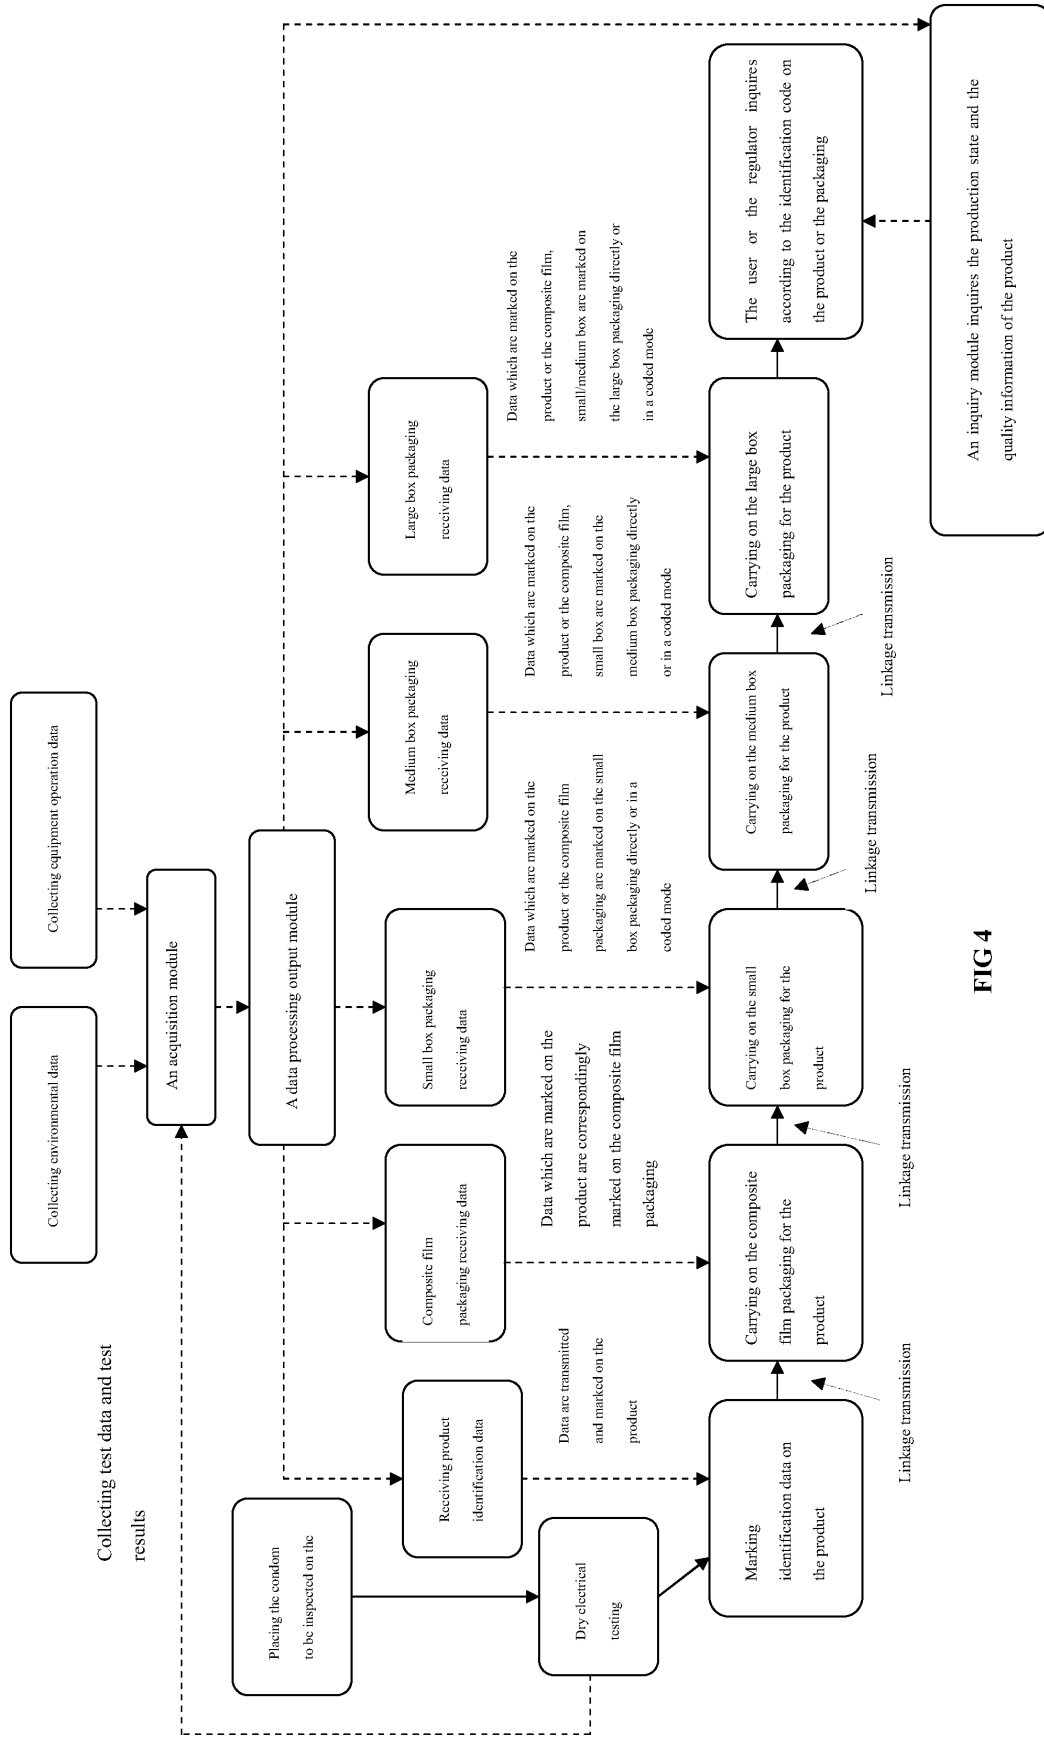 Collecting environmental data
Collecting equipment operation data
Collecting test data and test
results
An acquisition module
A data processing output module
Placing the condom
to be inspected on the
Receiving product
identification data
Composite film
packaging receiving data
Small box packaging
receiving data
Medium box packaging
receiving data
Large box packaging
receiving data
Dry electrical
testing
Data are transmitted
and marked on the
product
Data which are marked on the
product are correspondingly
marked on the composite film
packaging
Data which are marked on the
product or the composite film
packaging are marked on the small
box packaging directly or in a
coded mode
Data which are marked on the
product or the composite film,
small box are marked on the
medium box packaging directly
or in a coded mode
Data which are marked on the
product or the composite film,
small/medium box are marked on
the large box packaging directly or
in a coded mode
Marking
identification data on
the product
Carrying on the composite
film packaging for the
product
Carrying on the small
box packaging for the
product
Carrying on the medium box
packaging for the product
Carrying on the large box
packaging for the product
The user or the regulator inquires
according to the identification code on
the product or the packaging
Linkage transmission
Linkage transmission
Linkage transmission
Linkage transmission
An inquiry module inquires the production state and the
quality information of the product
FIG 4